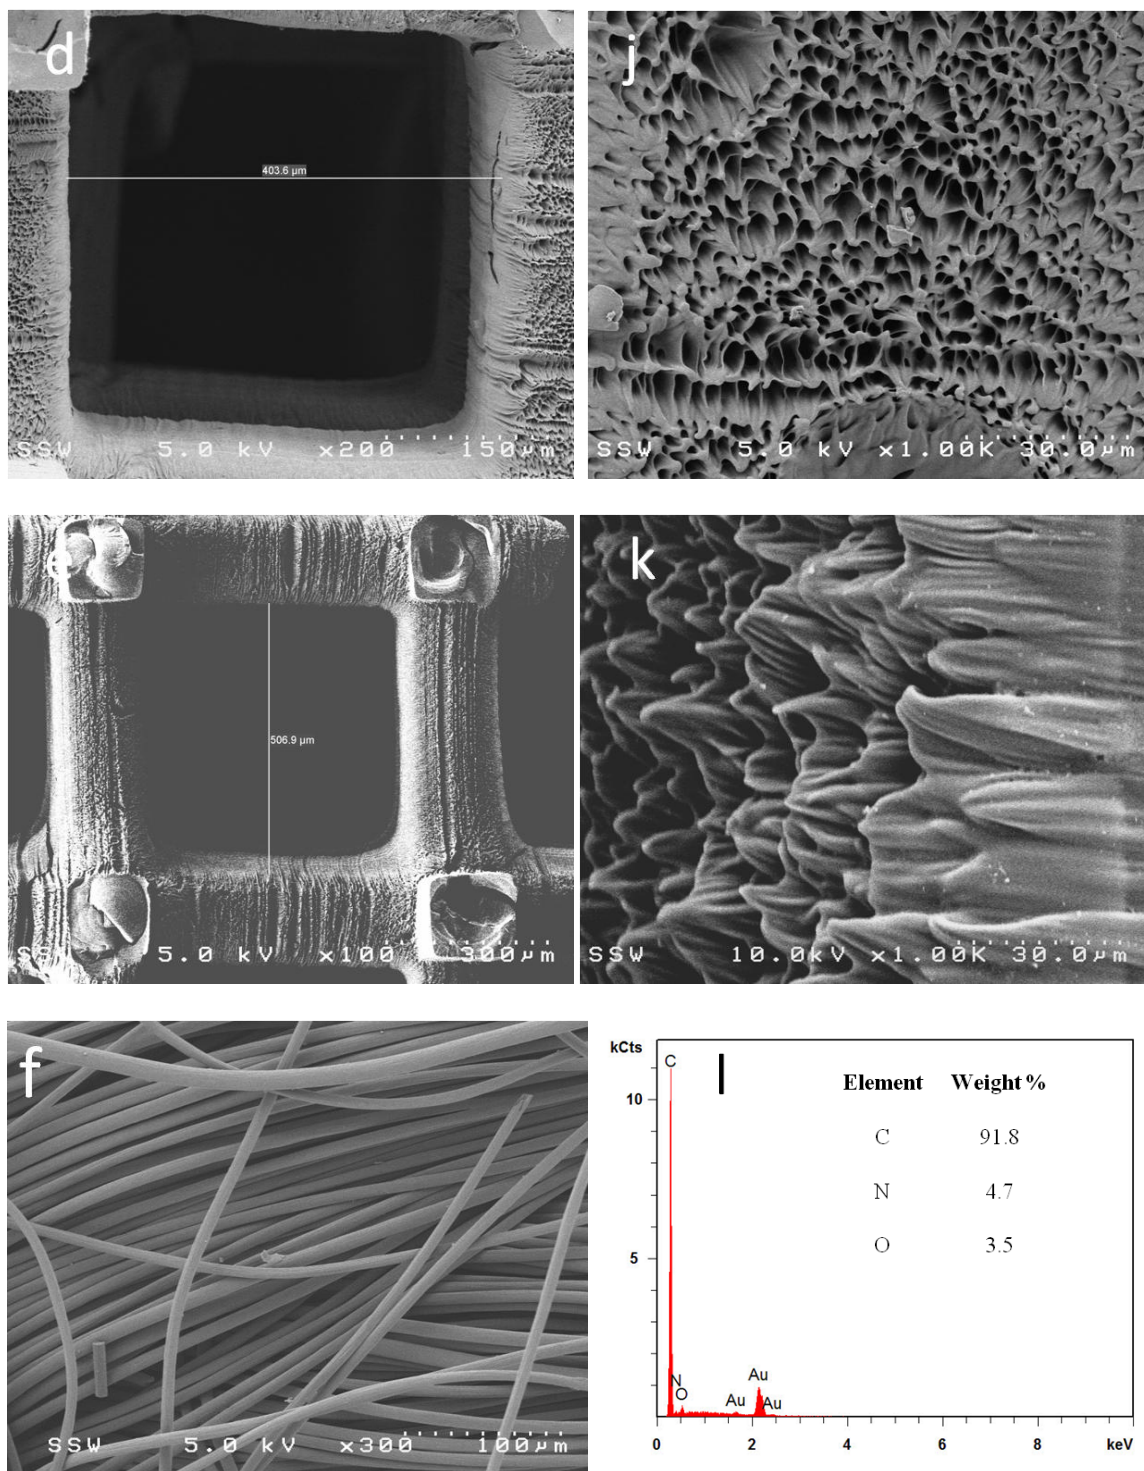 d
403.6 µm
SSW 5.0 kV x200 150µm
j
SSW 5.0 kV x1.00K 30.0µm
e
506.9 µm
SSW 5.0 kV x100 300µm
k
SSW 10.0kV x1.00K 30.0µm
f
SSW 5.0 kV x300 100µm
kCts
C
l
Element Weight %
10
C 91.8
N 4.7
O 3.5
5
N
O
Au
Au
Au
0 2 4 6 8 keV